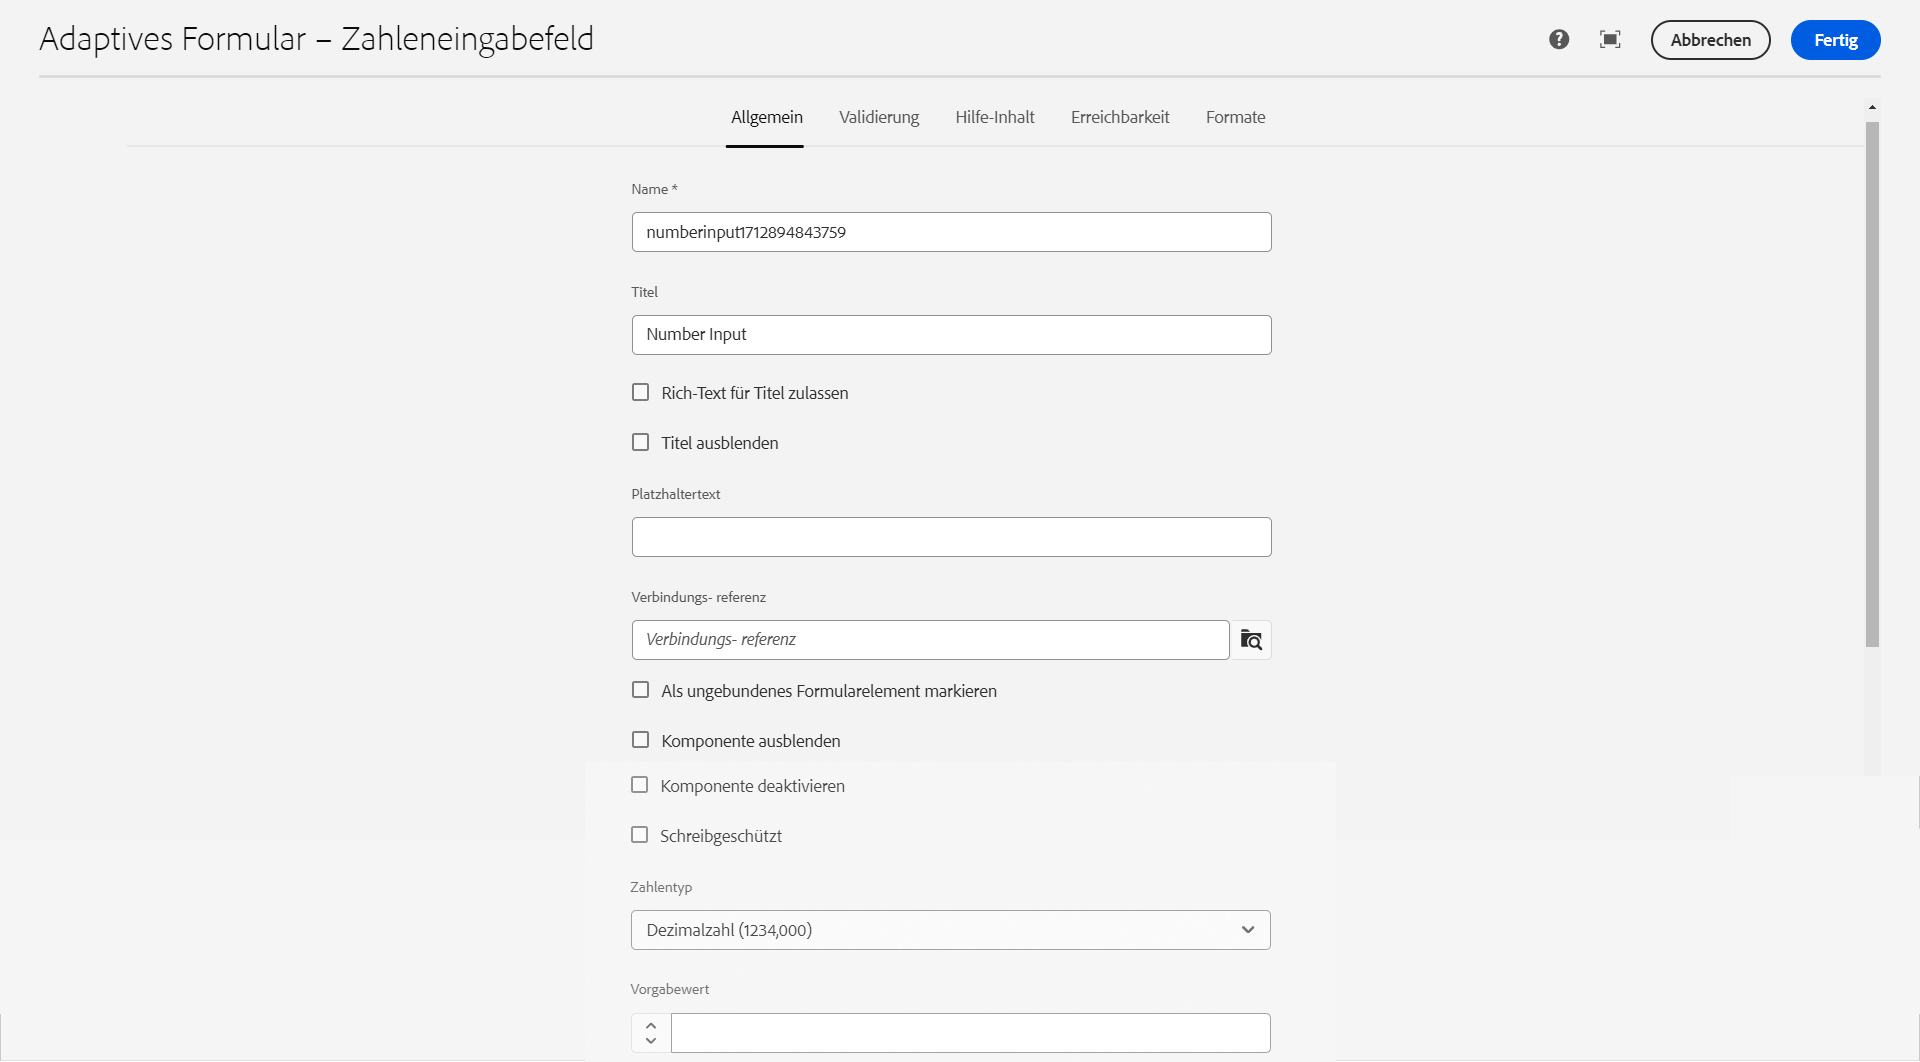 Adaptives Formular – Zahleneingabefeld
Abbrechen
Fertig
Allgemein
Validierung
Hilfe-Inhalt
Erreichbarkeit
Formate
Name *
numberinput1712894843759
Titel
Number Input
Rich-Text für Titel zulassen
Titel ausblenden
Platzhaltertext
Verbindungs- referenz
Verbindungs- referenz
Als ungebundenes Formularelement markieren
Komponente ausblenden
Komponente deaktivieren
Schreibgeschützt
Zahlentyp
Dezimalzahl (1234,000)
Vorgabewert